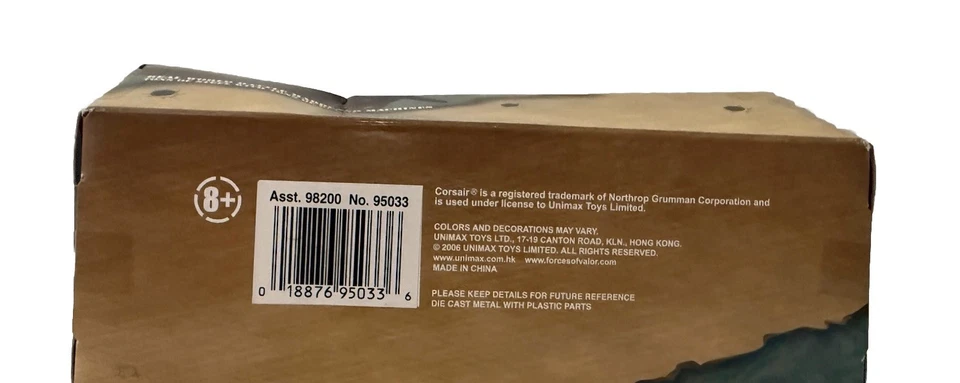 MACHINES
8+
Asst. 98200 No. 95033
0 18876 95033 6
Corsair® is a registered trademark of Northrop Grumman Corporation and
is used under license to Unimax Toys Limited.
COLORS AND DECORATIONS MAY VARY.
UNIMAX TOYS LTD., 17-19 CANTON ROAD, KLN., HONG KONG.
© 2006 UNIMAX TOYS LIMITED. ALL RIGHTS RESERVED.
www.unimax.com.hk www.forcesofvalor.com
MADE IN CHINA
PLEASE KEEP DETAILS FOR FUTURE REFERENCE
DIE CAST METAL WITH PLASTIC PARTS